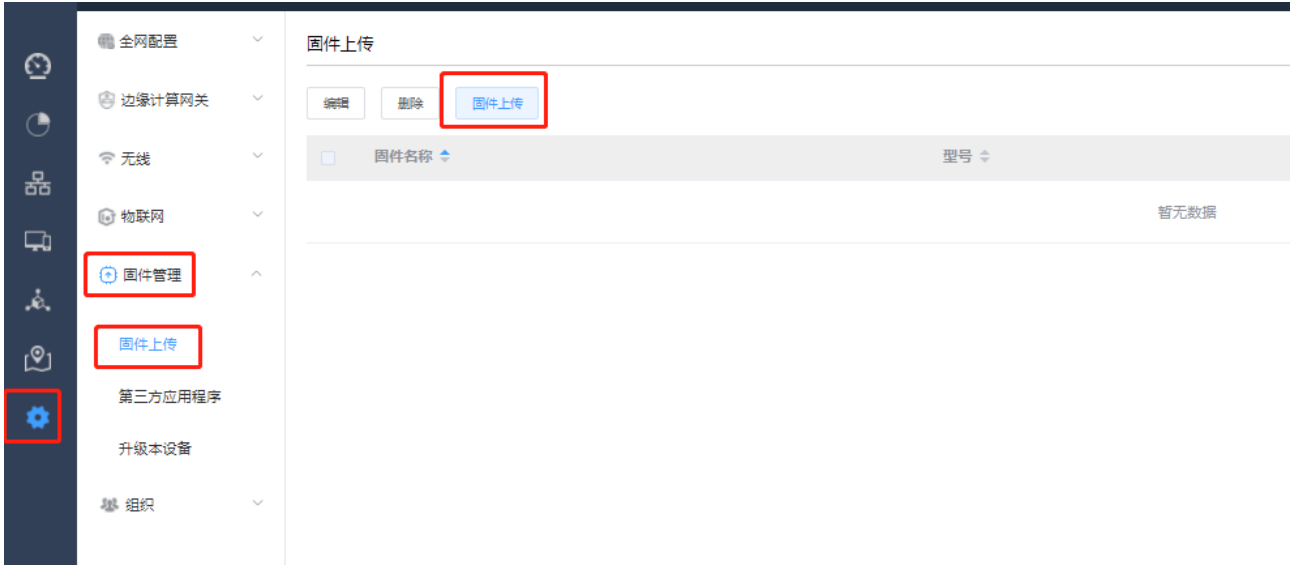 全网配置
边缘计算网关
无线
物联网
固件管理
固件上传
第三方应用程序
升级本设备
组织
固件上传
编辑 删除 固件上传
固件名称 型号
暂无数据